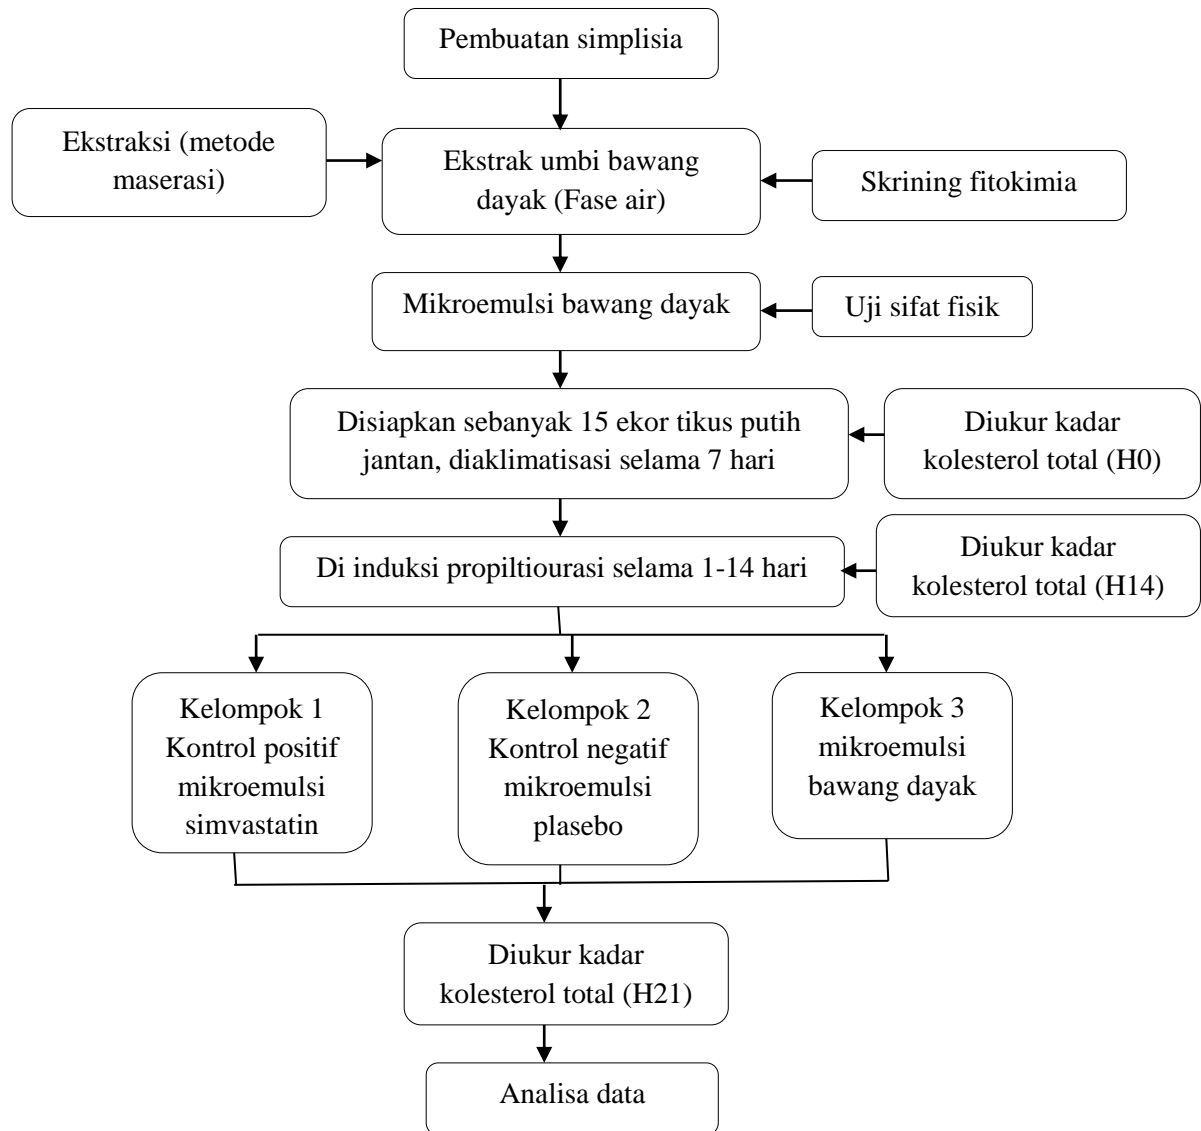 Pembuatan simplisia
Ekstraksi (metode
maserasi)
Ekstrak umbi bawang
dayak (Fase air)
Skrining fitokimia
Mikroemulsi bawang dayak
Uji sifat fisik
Disiapkan sebanyak 15 ekor tikus putih
jantan, diaklimatisasi selama 7 hari
Diukur kadar
kolesterol total (H0)
Di induksi propiltiourasi selama 1-14 hari
Diukur kadar
kolesterol total (H14)
Kelompok 1
Kontrol positif
mikroemulsi
simvastatin
Kelompok 2
Kontrol negatif
mikroemulsi
plasebo
Kelompok 3
mikroemulsi
bawang dayak
Diukur kadar
kolesterol total (H21)
Analisa data